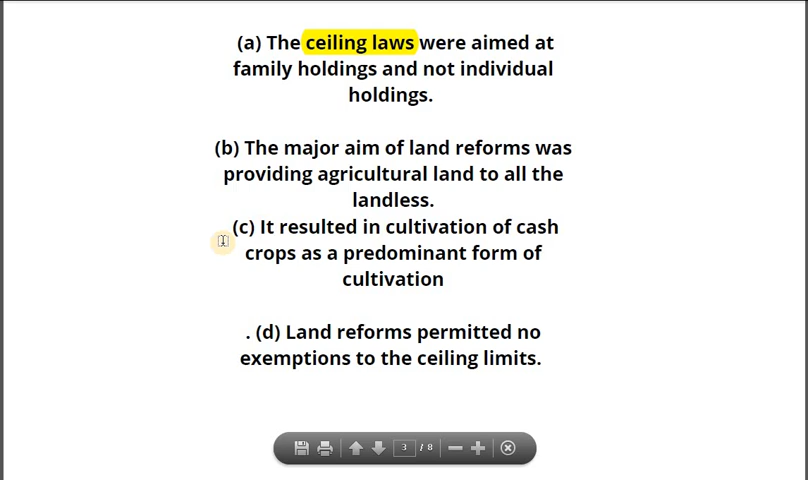 (a) The ceiling laws were aimed at
family holdings and not individual
holdings.
(b) The major aim of land reforms was
providing agricultural land to all the
landless.
(c) It resulted in cultivation of cash
crops as a predominant form of
cultivation
. (d) Land reforms permitted no
exemptions to the ceiling limits.
3 / 8